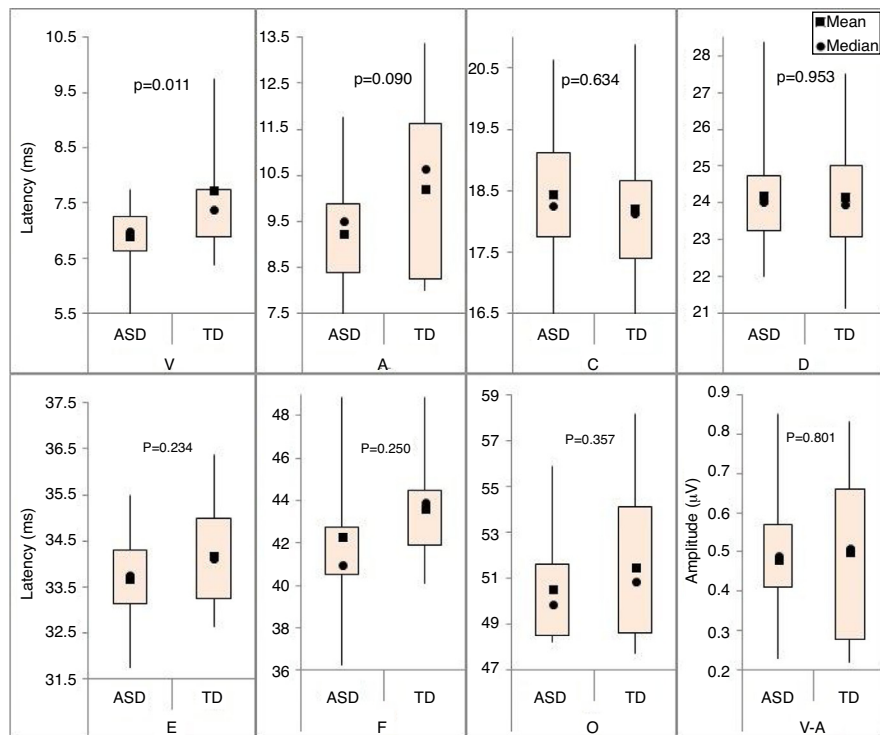 Mean
Median
10.5
9.5
8.5
7.5
6.5
5.5
Latency (ms)
p=0.011
ASD
TD
V
13.5
11.5
10.5
9.5
8.5
7.5
p=0.090
ASD
TD
A
20.5
19.5
18.5
17.5
16.5
p=0.634
ASD
TD
C
28
27
26
25
24
23
22
21
p=0.953
ASD
TD
D
37.5
36.5
35.5
34.5
33.5
32.5
31.5
Latency (ms)
P=0.234
ASD
TD
E
48
46
44
42
40
38
36
P=0.250
ASD
TD
F
59
57
55
53
51
49
47
P=0.357
ASD
TD
O
0.9
0.8
0.7
0.6
0.5
0.4
0.3
0.2
Amplitude (µV)
P=0.801
ASD
TD
V-A